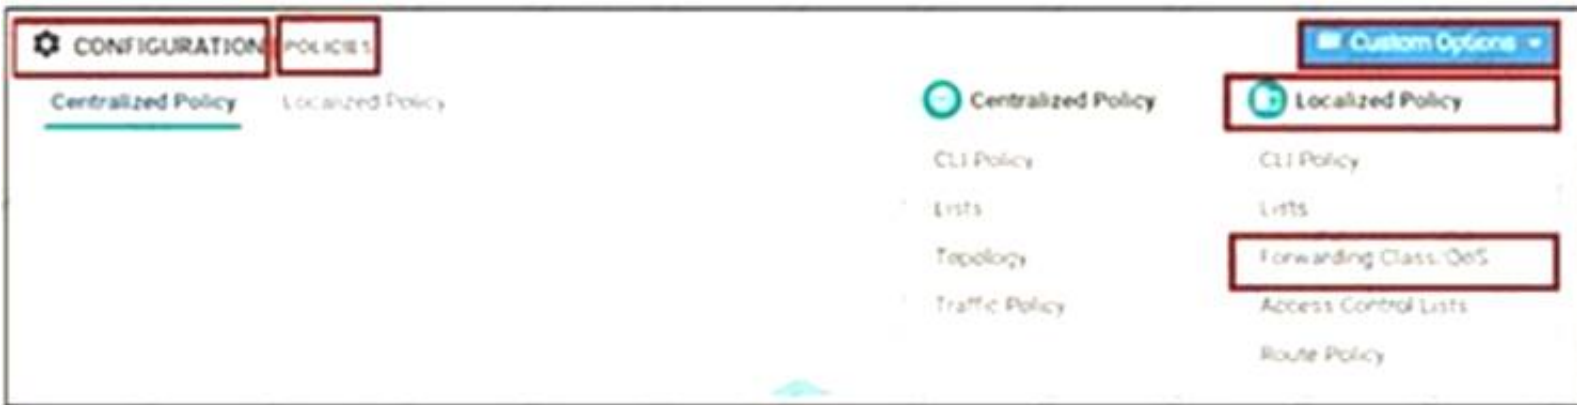 CONFIGURATION POLICIES
Custom Options
Centralized Policy Localized Policy
Centralized Policy
CLI Policy
Lists
Topology
Traffic Policy
Localized Policy
CLI Policy
Lists
Forwarding Class/QoS
Access Control Lists
Route Policy